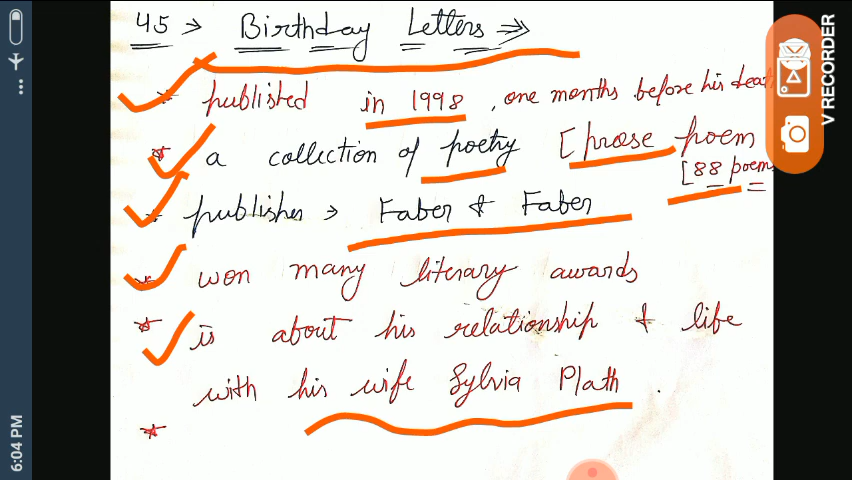 45 → Birthday Letters ⇒
* published in 1998, one months before his deat
* a collection of poetry [prose poem
[88 poems
* publisher > Faber & Faber
* won many literary awards
* is about his relationship & life
with his wife Sylvia Plath.
*
V RECORDER
6:04 PM